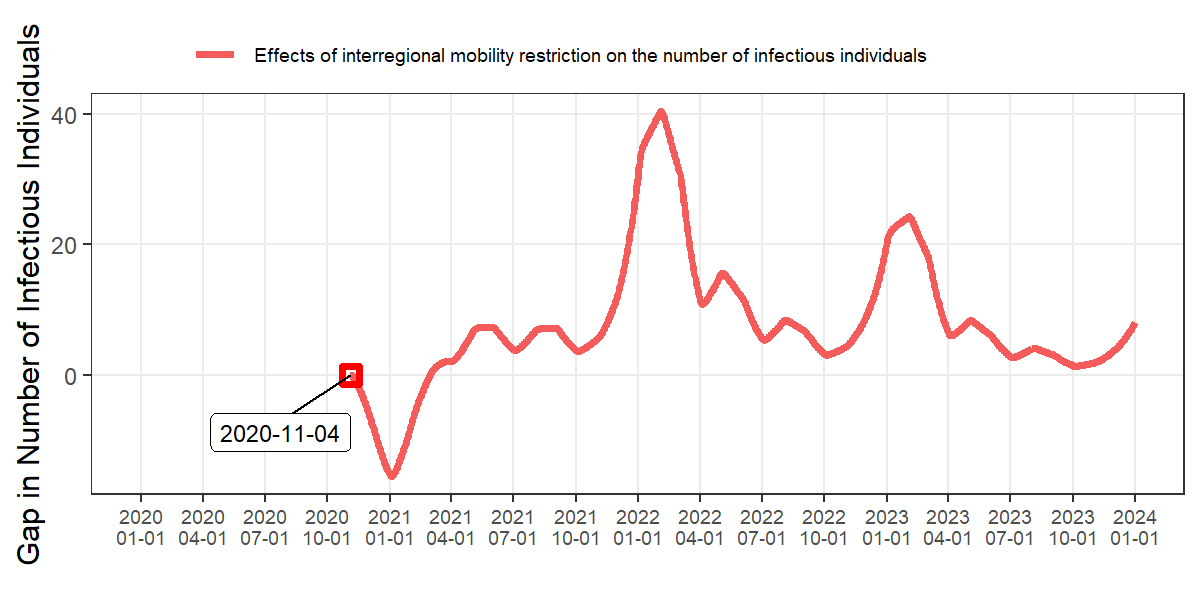 Effects of interregional mobility restriction on the number of infectious individuals
Gap in Number of Infectious Individuals
40
20
0
2020-11-04
2020 2020 2020 2020 2021 2021 2021 2021 2022 2022 2022 2022 2023 2023 2023 2023 2024
01-01 04-01 07-01 10-01 01-01 04-01 07-01 10-01 01-01 04-01 07-01 10-01 01-01 04-01 07-01 10-01 01-01